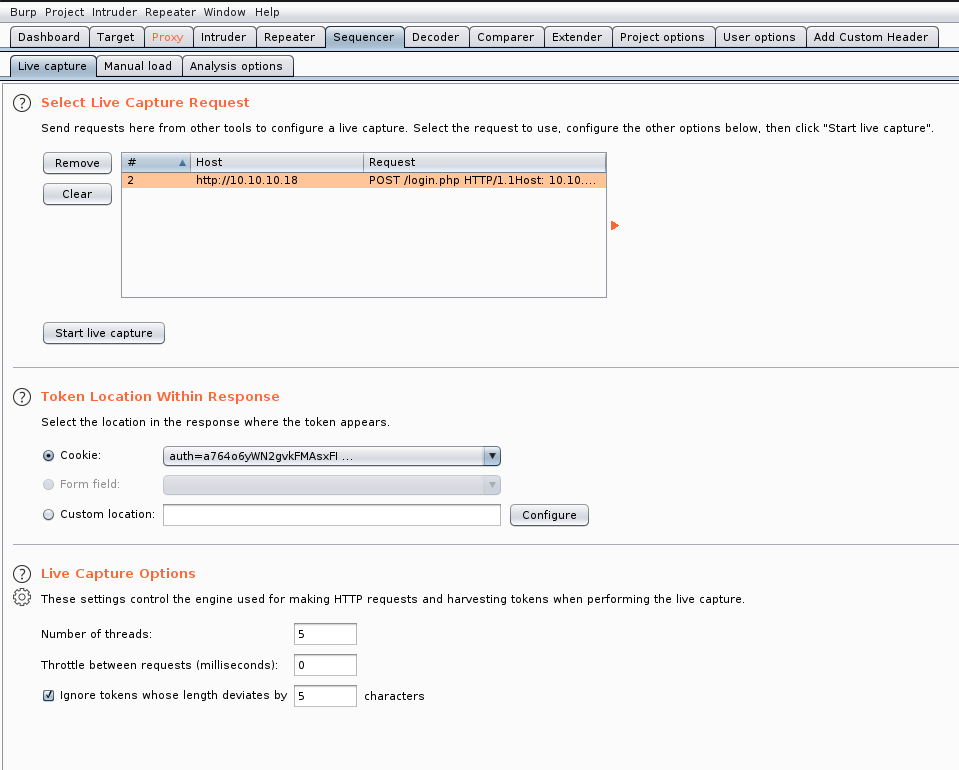 Burp Project Intruder Repeater Window Help
Dashboard Target Proxy Intruder Repeater Sequencer Decoder Comparer Extender Project options User options Add Custom Header
Live capture Manual load Analysis options
? Select Live Capture Request
Send requests here from other tools to configure a live capture. Select the request to use, configure the other options below, then click "Start live capture".
Remove # Host Request
2 http://10.10.10.18 POST /login.php HTTP/1.1Host: 10.10....
Clear
Start live capture
? Token Location Within Response
Select the location in the response where the token appears.
Cookie: auth=a764o6yWN2gvkFMAsxFI ...
Form field:
Custom location: Configure
? Live Capture Options
These settings control the engine used for making HTTP requests and harvesting tokens when performing the live capture.
Number of threads: 5
Throttle between requests (milliseconds): 0
Ignore tokens whose length deviates by 5 characters